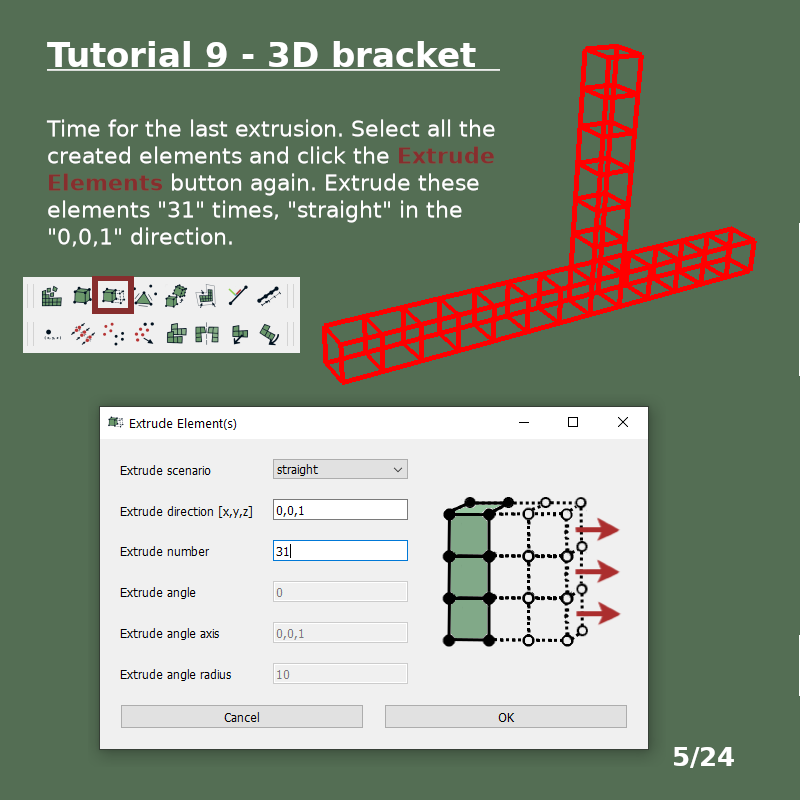 Tutorial 9 - 3D bracket
Time for the last extrusion. Select all the
created elements and click the Extrude
Elements button again. Extrude these
elements "31" times, "straight" in the
"0,0,1" direction.
Extrude Element(s)
Extrude scenario straight
Extrude direction [x,y,z] 0,0,1
Extrude number 31
Extrude angle 0
Extrude angle axis 0,0,1
Extrude angle radius 10
Cancel OK
5/24